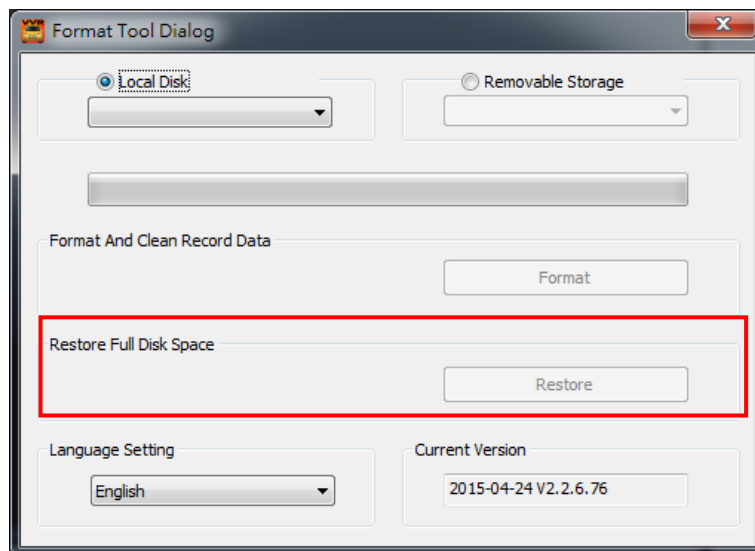 VVR
Format Tool Dialog
Local Disk
Removable Storage
Format And Clean Record Data
Format
Restore Full Disk Space
Restore
Language Setting
Current Version
English
2015-04-24 V2.2.6.76